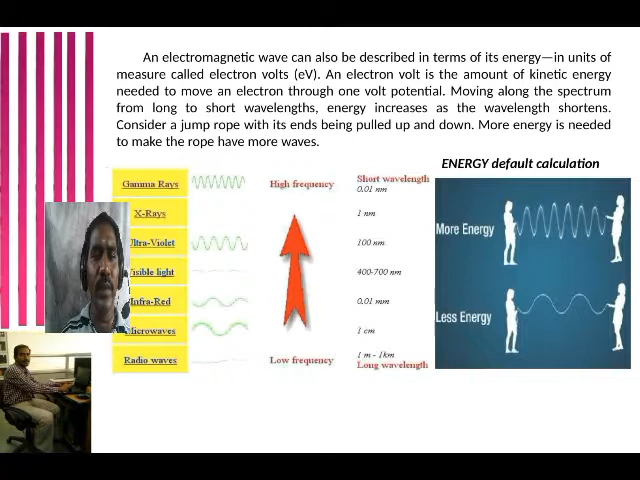 An electromagnetic wave can also be described in terms of its energy—in units of
measure called electron volts (eV). An electron volt is the amount of kinetic energy
needed to move an electron through one volt potential. Moving along the spectrum
from long to short wavelengths, energy increases as the wavelength shortens.
Consider a jump rope with its ends being pulled up and down. More energy is needed
to make the rope have more waves.
ENERGY default calculation
Gamma Rays High frequency Short wavelength
0.01 nm
X-Rays 1 nm
Ultra-Violet 100 nm
More Energy
Visible light 400-700 nm
Infra-Red 0.01 mm
Less Energy
Microwaves 1 cm
Radio waves Low frequency 1 m - 1km
Long wavelength